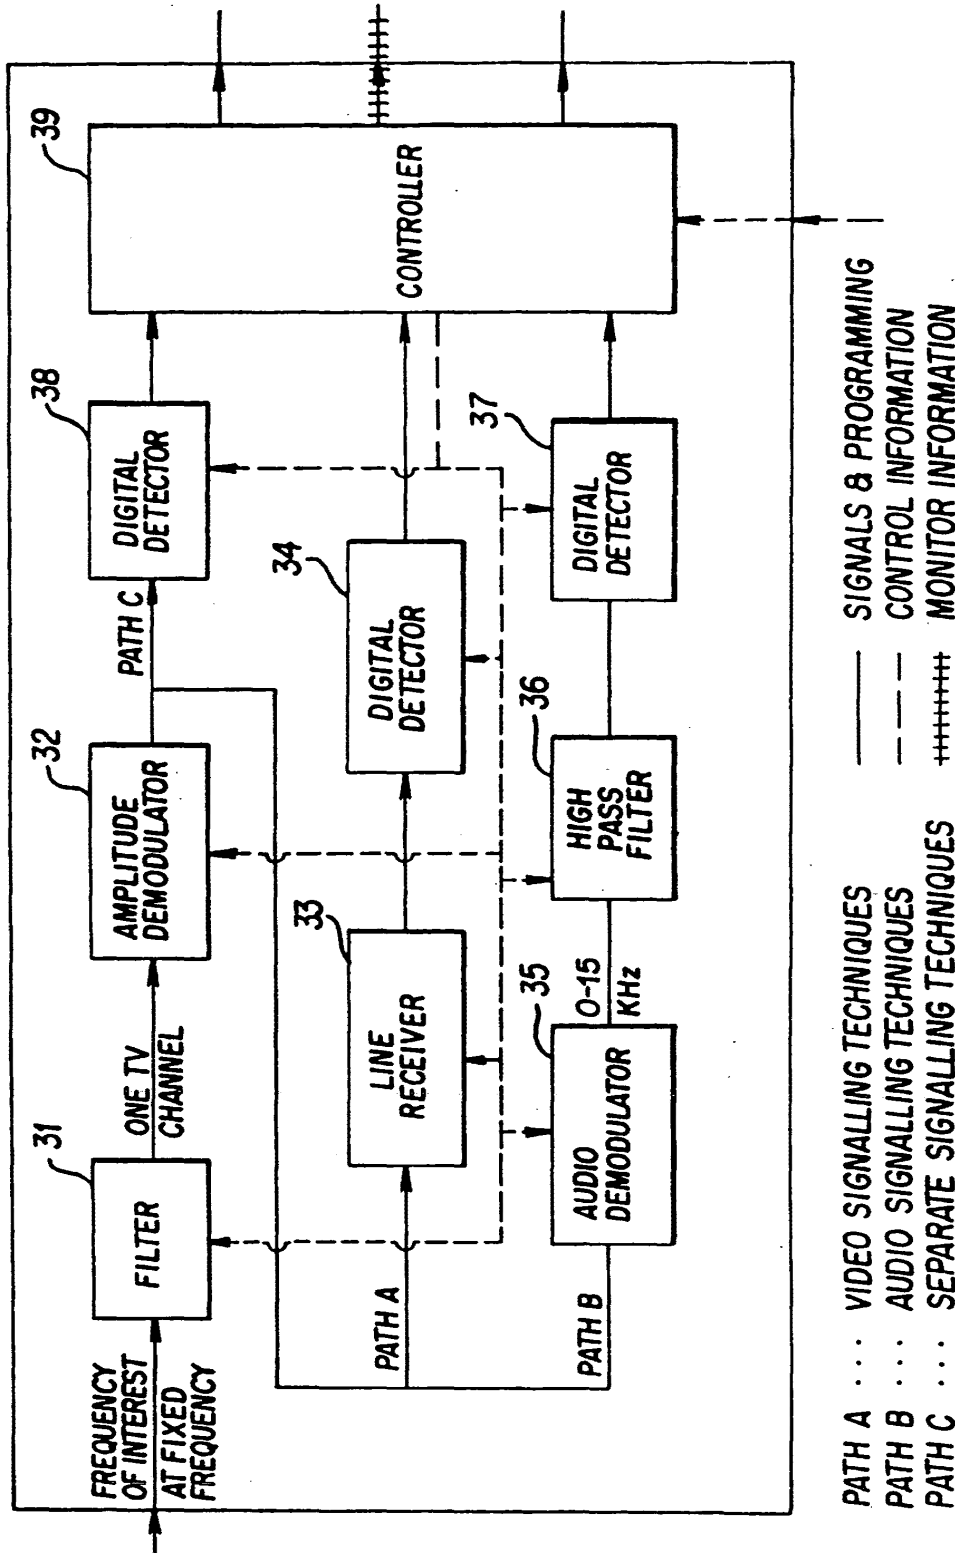 FREQUENCY
OF INTEREST
AT FIXED
FREQUENCY
31
FILTER
ONE TV
CHANNEL
32
AMPLITUDE
DEMODULATOR
PATH C
38
DIGITAL
DETECTOR
39
CONTROLLER
PATH A
33
LINE
RECEIVER
34
DIGITAL
DETECTOR
PATH B
35
AUDIO
DEMODULATOR
0-15
KHz
36
HIGH
PASS
FILTER
37
DIGITAL
DETECTOR
PATH A ... VIDEO SIGNALLING TECHNIQUES
PATH B ... AUDIO SIGNALLING TECHNIQUES
PATH C ... SEPARATE SIGNALLING TECHNIQUES
SIGNALS & PROGRAMMING
CONTROL INFORMATION
MONITOR INFORMATION